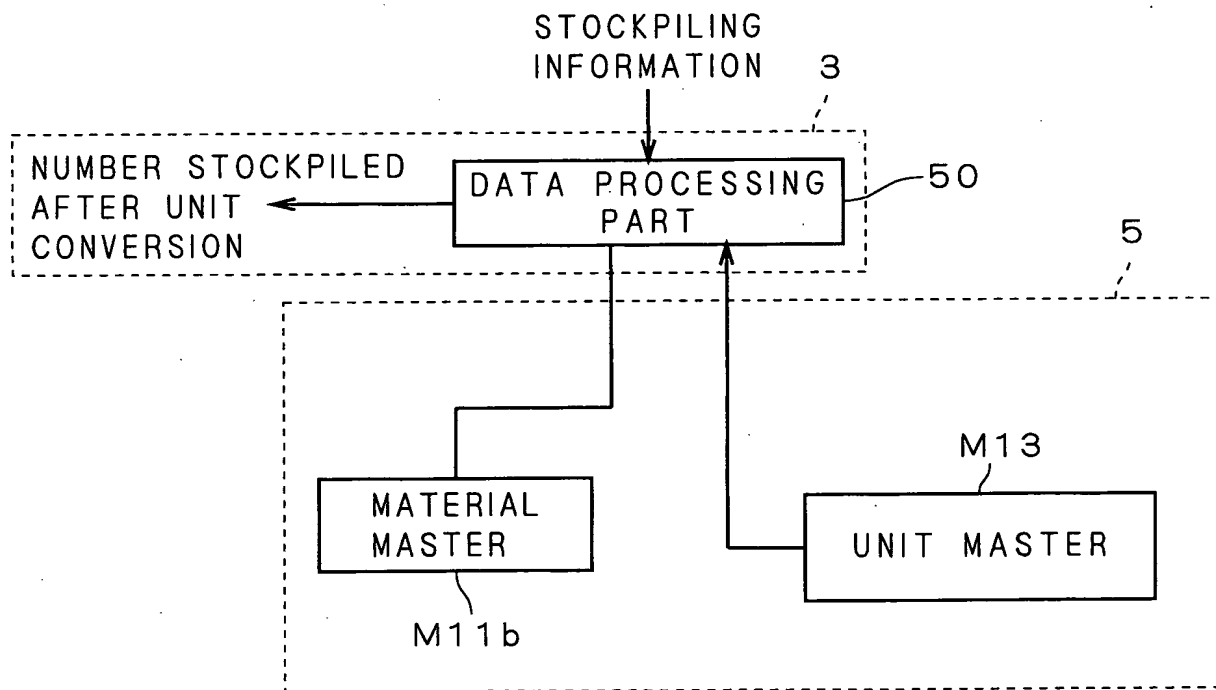 STOCKPILING
INFORMATION
3
NUMBER STOCKPILED
AFTER UNIT
CONVERSION
DATA PROCESSING
PART
50
5
M13
MATERIAL
MASTER
UNIT MASTER
M11b